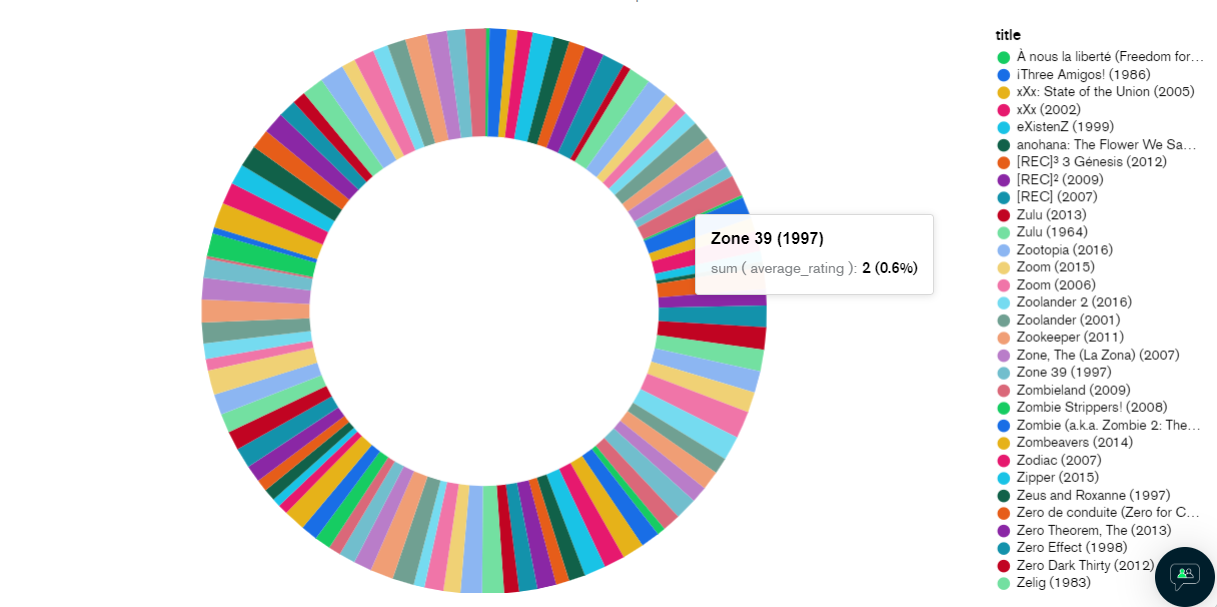 title
À nous la liberté (Freedom for…
¡Three Amigos! (1986)
xXx: State of the Union (2005)
xXx (2002)
eXistenZ (1999)
anohana: The Flower We Sa…
[REC]³ 3 Génesis (2012)
[REC]² (2009)
[REC] (2007)
Zulu (2013)
Zulu (1964)
Zootopia (2016)
Zoom (2015)
Zoom (2006)
Zoolander 2 (2016)
Zoolander (2001)
Zookeeper (2011)
Zone, The (La Zona) (2007)
Zone 39 (1997)
Zombieland (2009)
Zombie Strippers! (2008)
Zombie (a.k.a. Zombie 2: The…
Zombeavers (2014)
Zodiac (2007)
Zipper (2015)
Zeus and Roxanne (1997)
Zero de conduite (Zero for C…
Zero Theorem, The (2013)
Zero Effect (1998)
Zero Dark Thirty (2012)
Zelig (1983)
Zone 39 (1997)
sum ( average_rating ): 2 (0.6%)